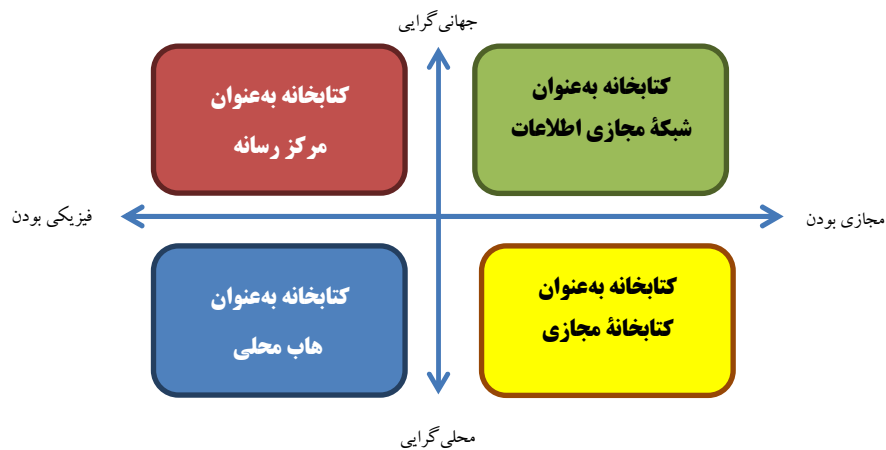 جهانی‌گرایی
کتابخانه به‌عنوان
شبکهٔ مجازی اطلاعات
کتابخانه به‌عنوان
مرکز رسانه
مجازی بودن
فیزیکی بودن
کتابخانه به‌عنوان
کتابخانهٔ مجازی
کتابخانه به‌عنوان
هاب محلی
محلی‌گرایی